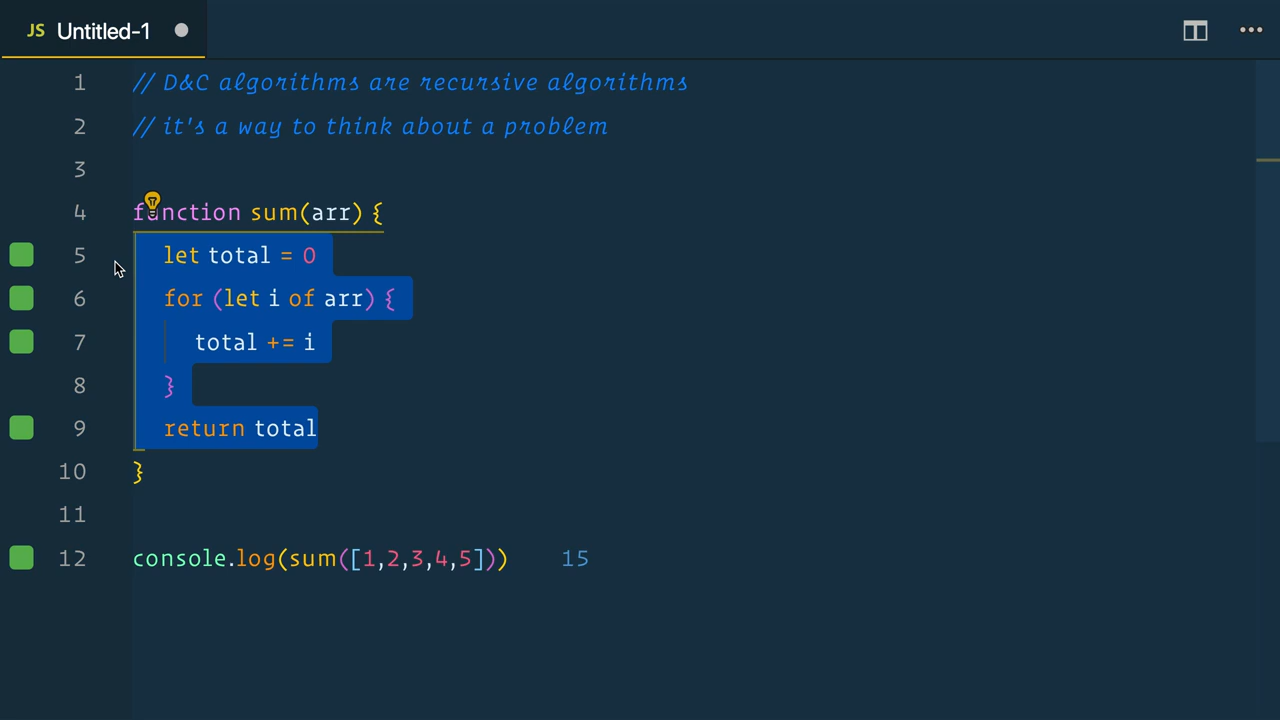 JS Untitled-1
1 // D&C algorithms are recursive algorithms
2 // it's a way to think about a problem
3
4 function sum(arr) {
5 let total = 0
6 for (let i of arr) {
7 total += i
8 }
9 return total
10 }
11
12 console.log(sum([1,2,3,4,5])) 15